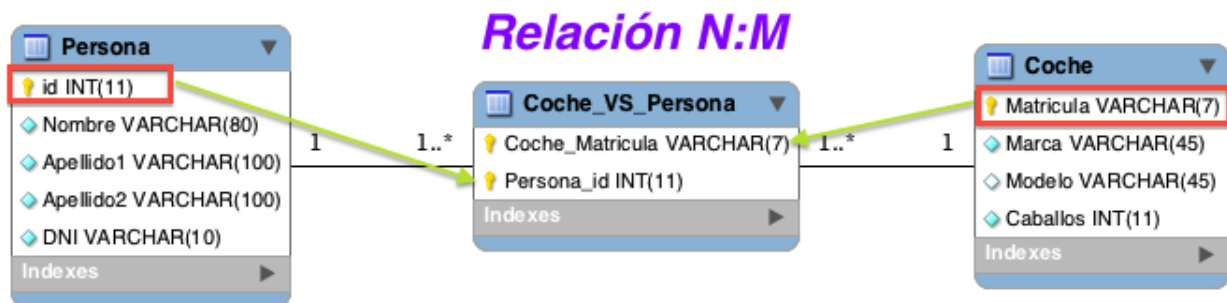 Relación N:M
Persona
id INT(11)
Nombre VARCHAR(80)
Apellido1 VARCHAR(100)
Apellido2 VARCHAR(100)
DNI VARCHAR(10)
Indexes
1
1..*
Coche_VS_Persona
Coche_Matricula VARCHAR(7)
Persona_id INT(11)
Indexes
1..*
1
Coche
Matricula VARCHAR(7)
Marca VARCHAR(45)
Modelo VARCHAR(45)
Caballos INT(11)
Indexes